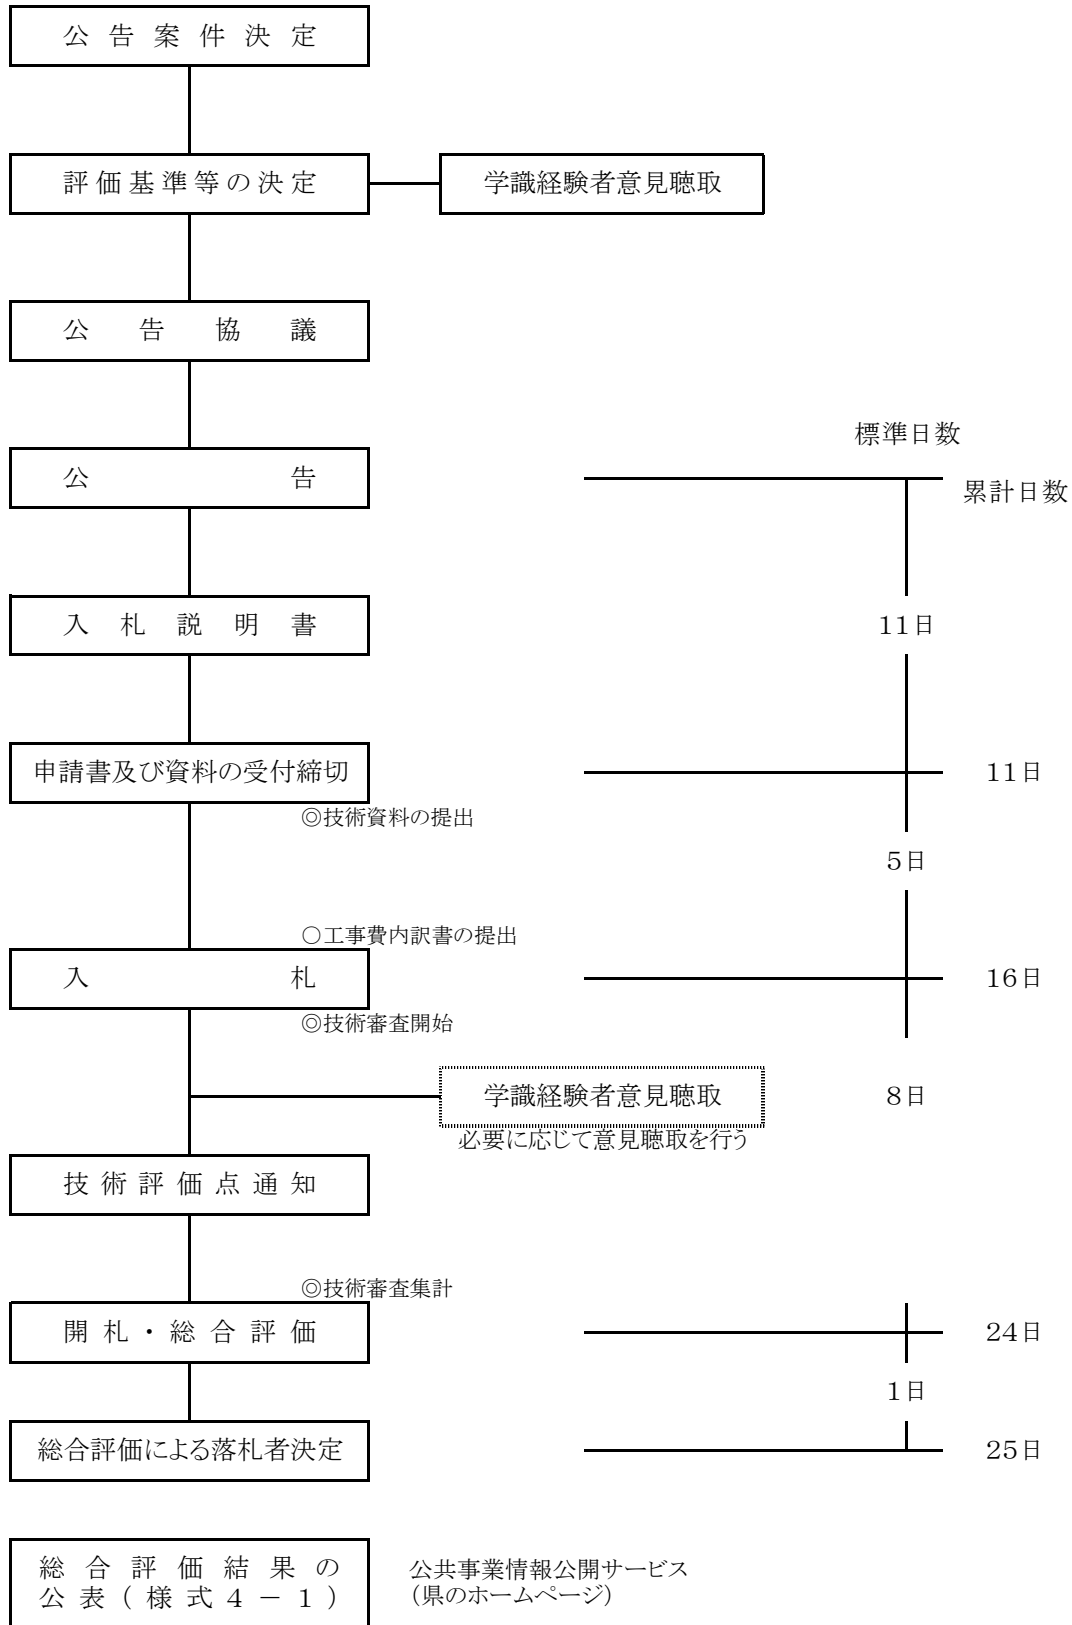 公告案件決定
評価基準等の決定
学識経験者意見聴取
公告協議
標準日数
公告
累計日数
入札説明書
11日
申請書及び資料の受付締切
11日
◎技術資料の提出
5日
○工事費内訳書の提出
入札
16日
◎技術審査開始
学識経験者意見聴取
8日
必要に応じて意見聴取を行う
技術評価点通知
◎技術審査集計
開札・総合評価
24日
1日
総合評価による落札者決定
25日
総合評価結果の
公表(様式4-1)
公共事業情報公開サービス
(県のホームページ)